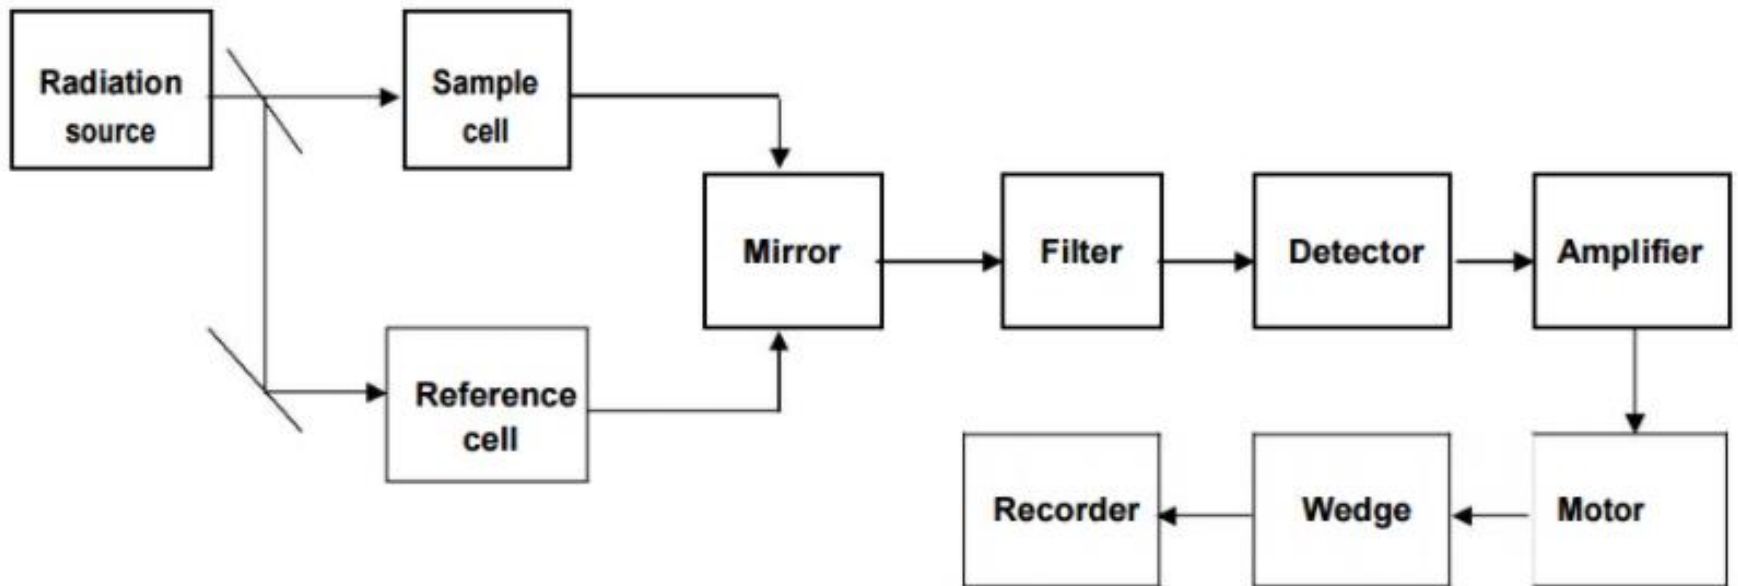 Radiation
source
Sample
cell
Mirror
Filter
Detector
Amplifier
Reference
cell
Recorder
Wedge
Motor